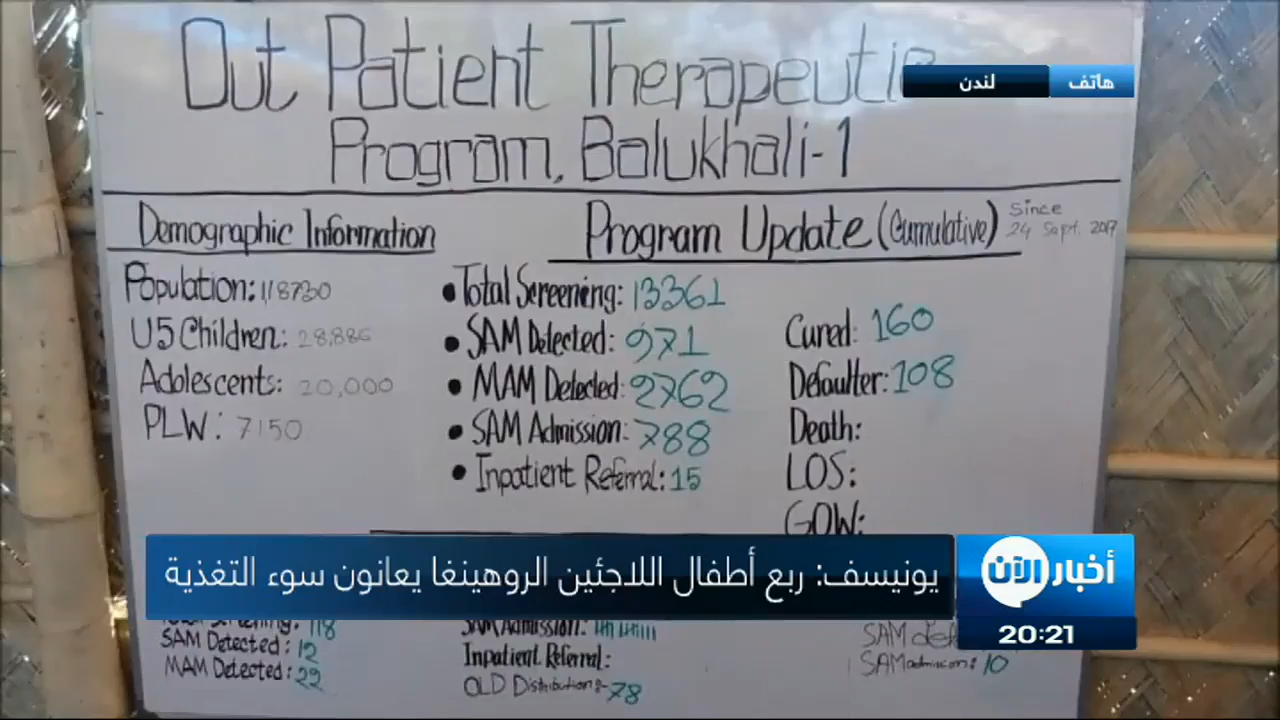 Out Patient Therapeutic
Program, Balukhali-1
هاتف
لندن
Demographic Information
Population: 118730
U5 Children: 28,886
Adolescents: 20,000
PLW: 7150
Program Update (Cumulative) Since 24 Sept. 2017
• Total Screening: 13361
• SAM Detected: 971
• MAM Detected: 2762
• SAM Admission: 788
• Inpatient Referral: 15
Cured: 160
Defaulter: 108
Death:
LOS:
GOW:
يونيسف: ربع أطفال اللاجئين الروهينغا يعانون سوء التغذية
أخبار الآن
20:21
118
SAM Detected: 12
MAM Detected: 22
SAM Admission:
Inpatient Referral:
OLD Distribution: 78
SAM
SAM admission: 10